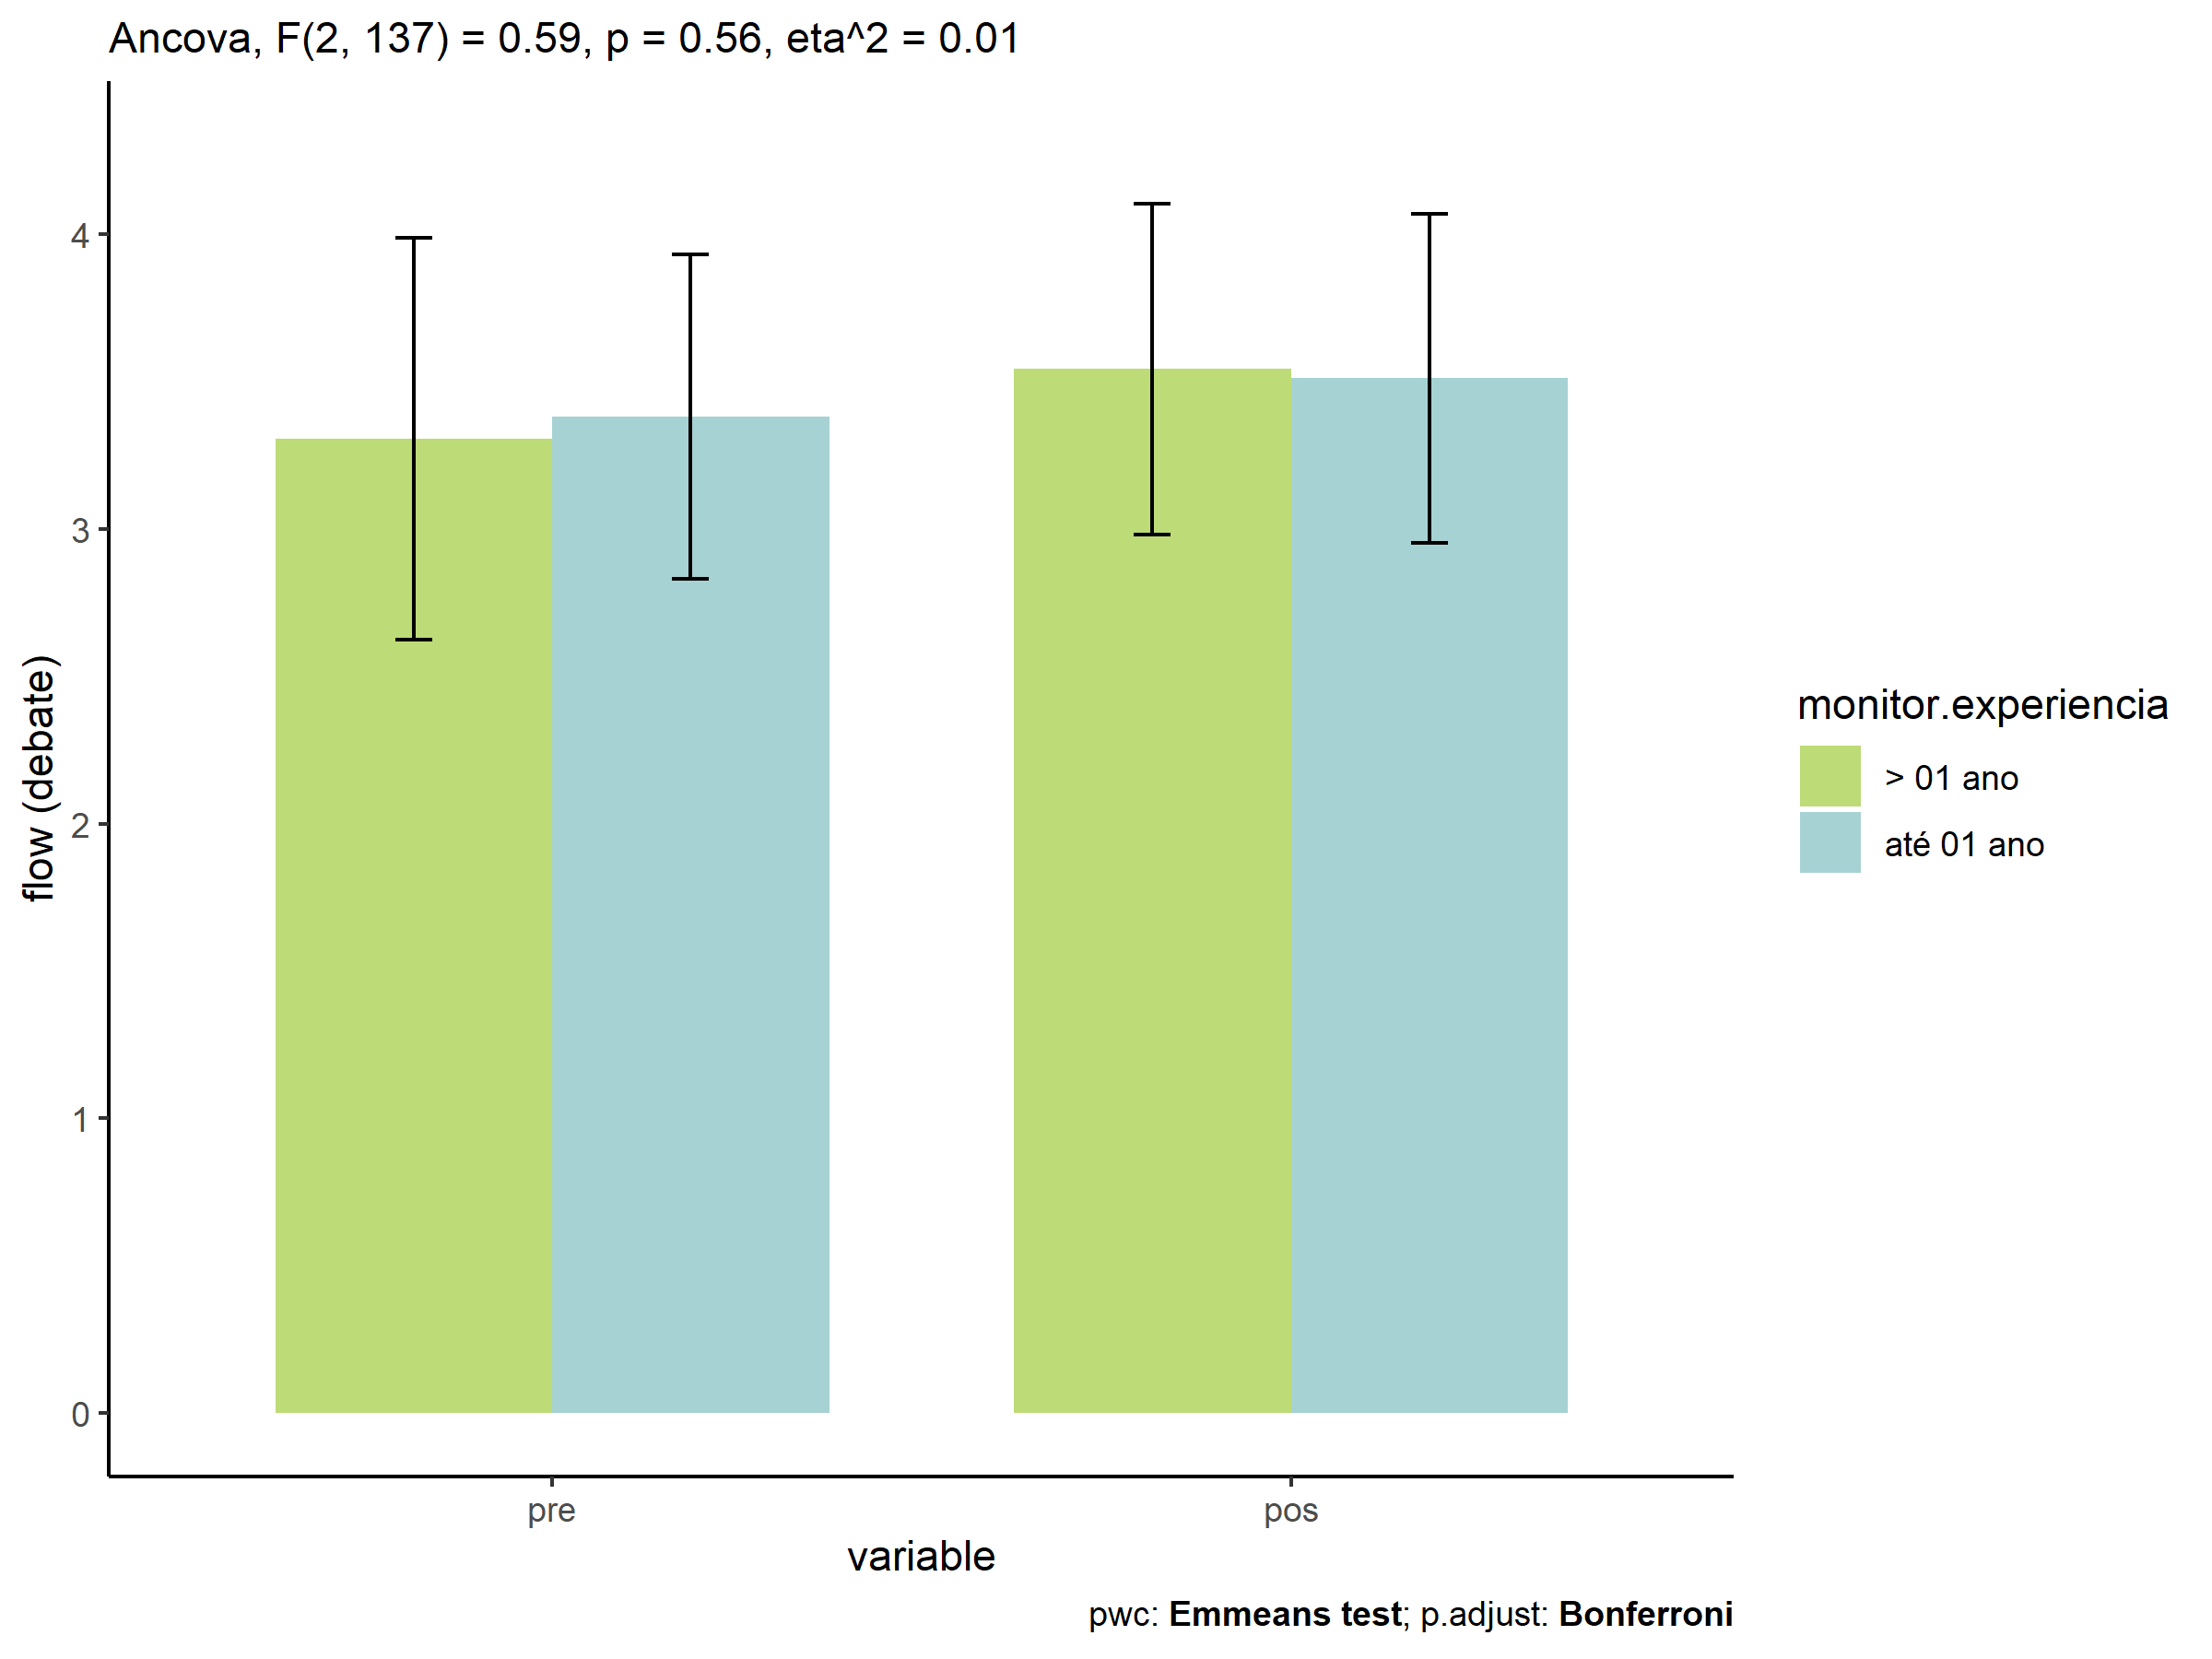 Ancova, F(2, 137) = 0.59, p = 0.56, eta^2 = 0.01
flow (debate)
4
3
2
1
0
pre
pos
variable
monitor.experiencia
> 01 ano
até 01 ano
pwc: Emmeans test; p.adjust: Bonferroni